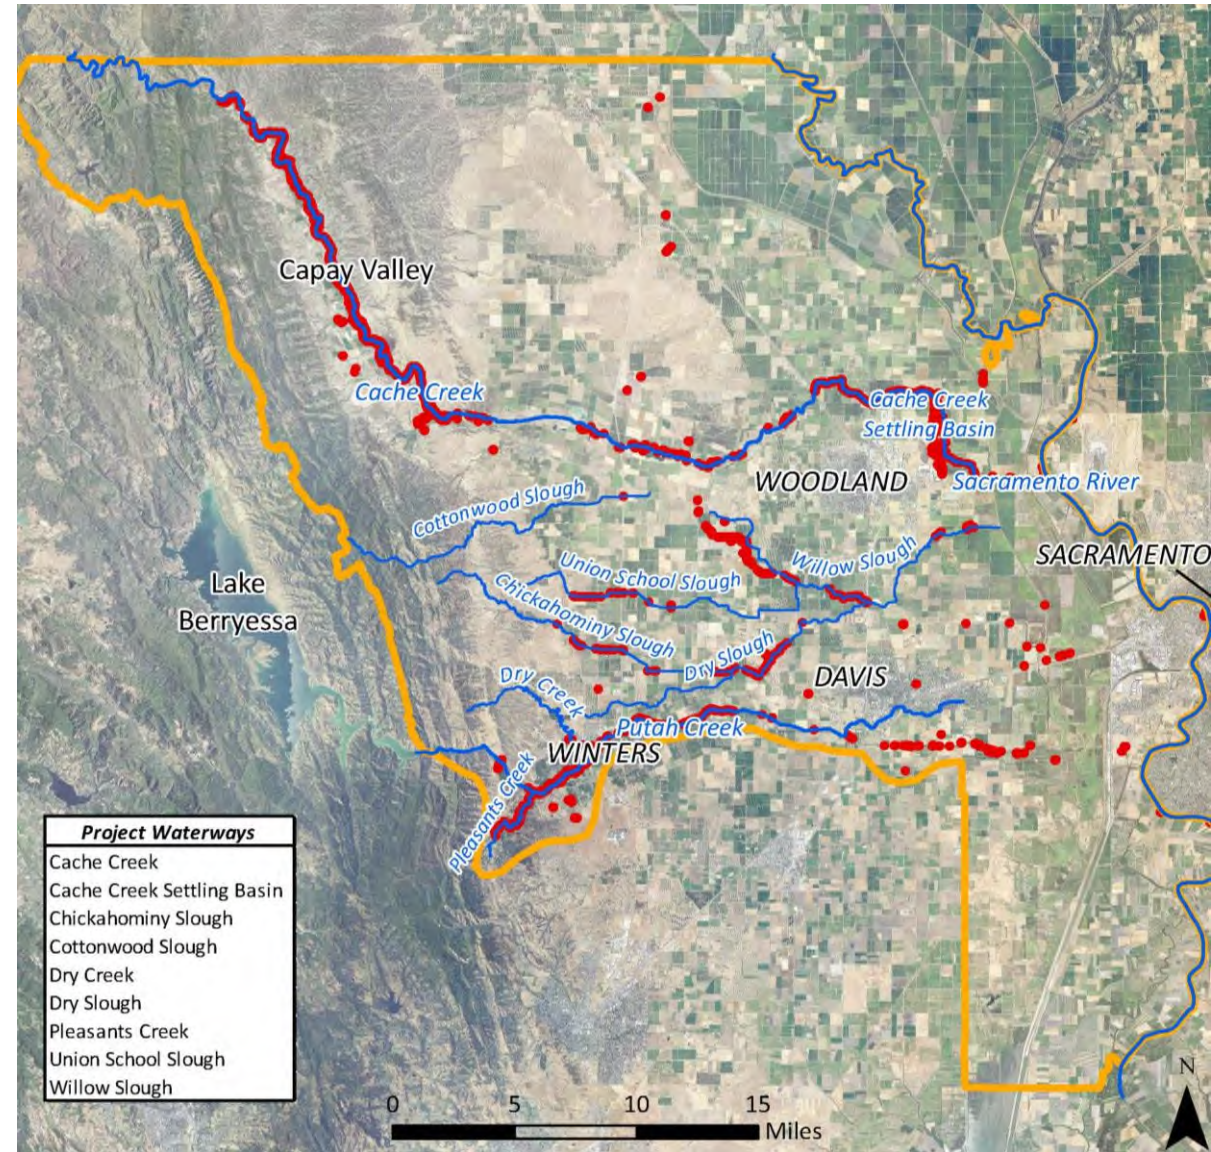 Capay Valley
Cache Creek
Cache Creek
Settling Basin
WOODLAND
Sacramento River
Cottonwood Slough
SACRAMENTO
Union School Slough
Willow Slough
Lake
Berryessa
Chickahominy Slough
Dry Slough
DAVIS
Dry Creek
Putah Creek
WINTERS
Pleasants Creek
Project Waterways
Cache Creek
Cache Creek Settling Basin
Chickahominy Slough
Cottonwood Slough
Dry Creek
Dry Slough
Pleasants Creek
Union School Slough
Willow Slough
N
0 5 10 15
Miles